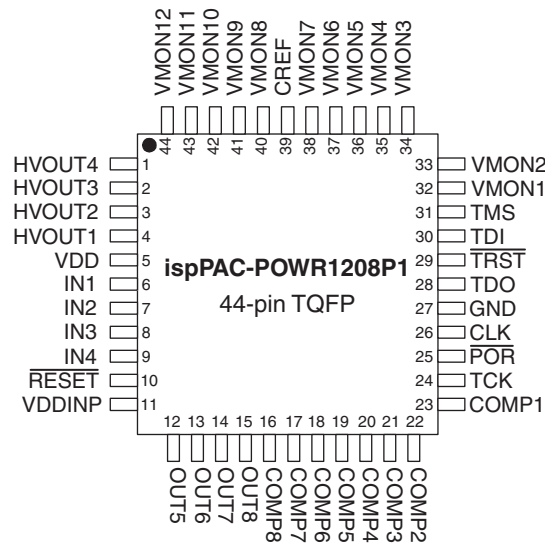 VMON12
VMON11
VMON10
VMON9
VMON8
CREF
VMON7
VMON6
VMON5
VMON4
VMON3
44
43
42
41
40
39
38
37
36
35
34
HVOUT4 1
HVOUT3 2
HVOUT2 3
HVOUT1 4
VDD 5
IN1 6
IN2 7
IN3 8
IN4 9
RESET 10
VDDINP 11
ispPAC-POWR1208P1
44-pin TQFP
33 VMON2
32 VMON1
31 TMS
30 TDI
29 TRST
28 TDO
27 GND
26 CLK
25 POR
24 TCK
23 COMP1
12 13 14 15 16 17 18 19 20 21 22
OUT5
OUT6
OUT7
OUT8
COMP8
COMP7
COMP6
COMP5
COMP4
COMP3
COMP2